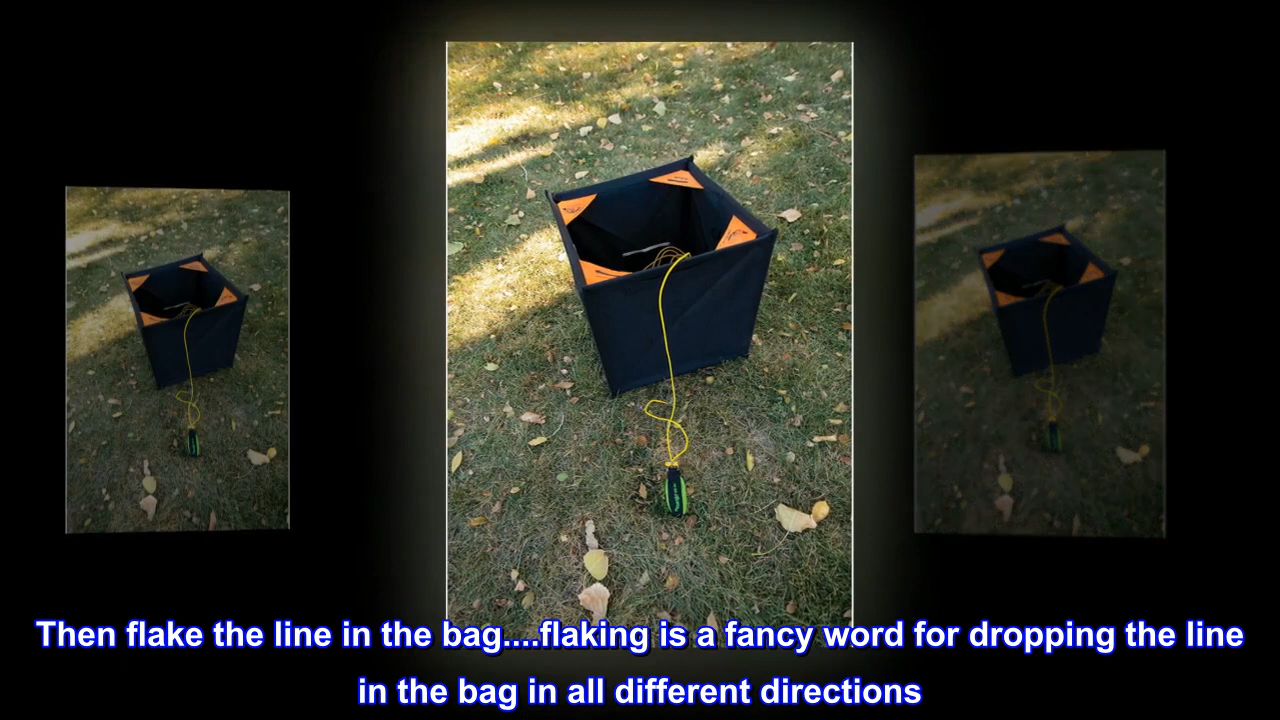 Then flake the line in the bag....flaking is a fancy word for dropping the line
in the bag in all different directions